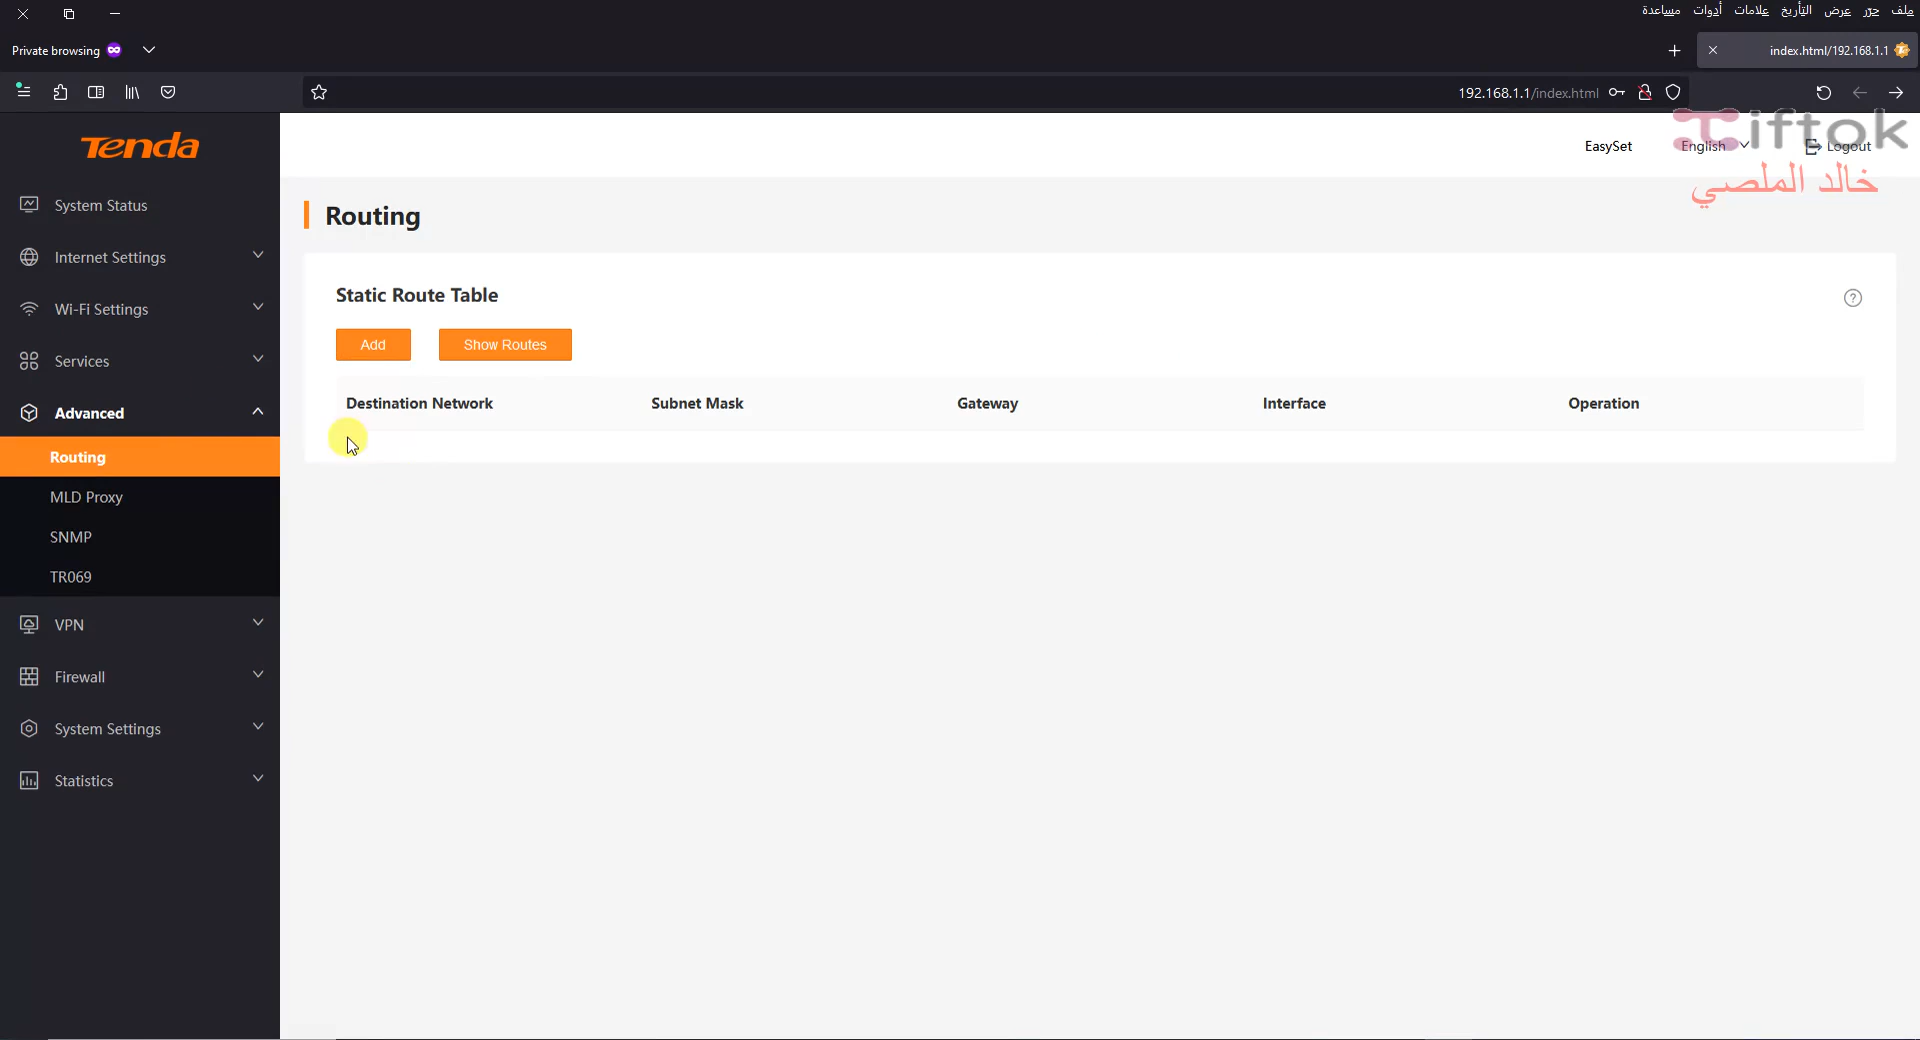 ملف حرّر عرض التأريخ علامات أدوات مساعدة
Private browsing
index.html/192.168.1.1
192.168.1.1/index.html
Tenda
EasySet English Logout
iftok
خالد الملصي
System Status
Internet Settings
Wi-Fi Settings
Services
Advanced
Routing
MLD Proxy
SNMP
TR069
VPN
Firewall
System Settings
Statistics
Routing
Static Route Table
?
Add Show Routes
Destination Network Subnet Mask Gateway Interface Operation